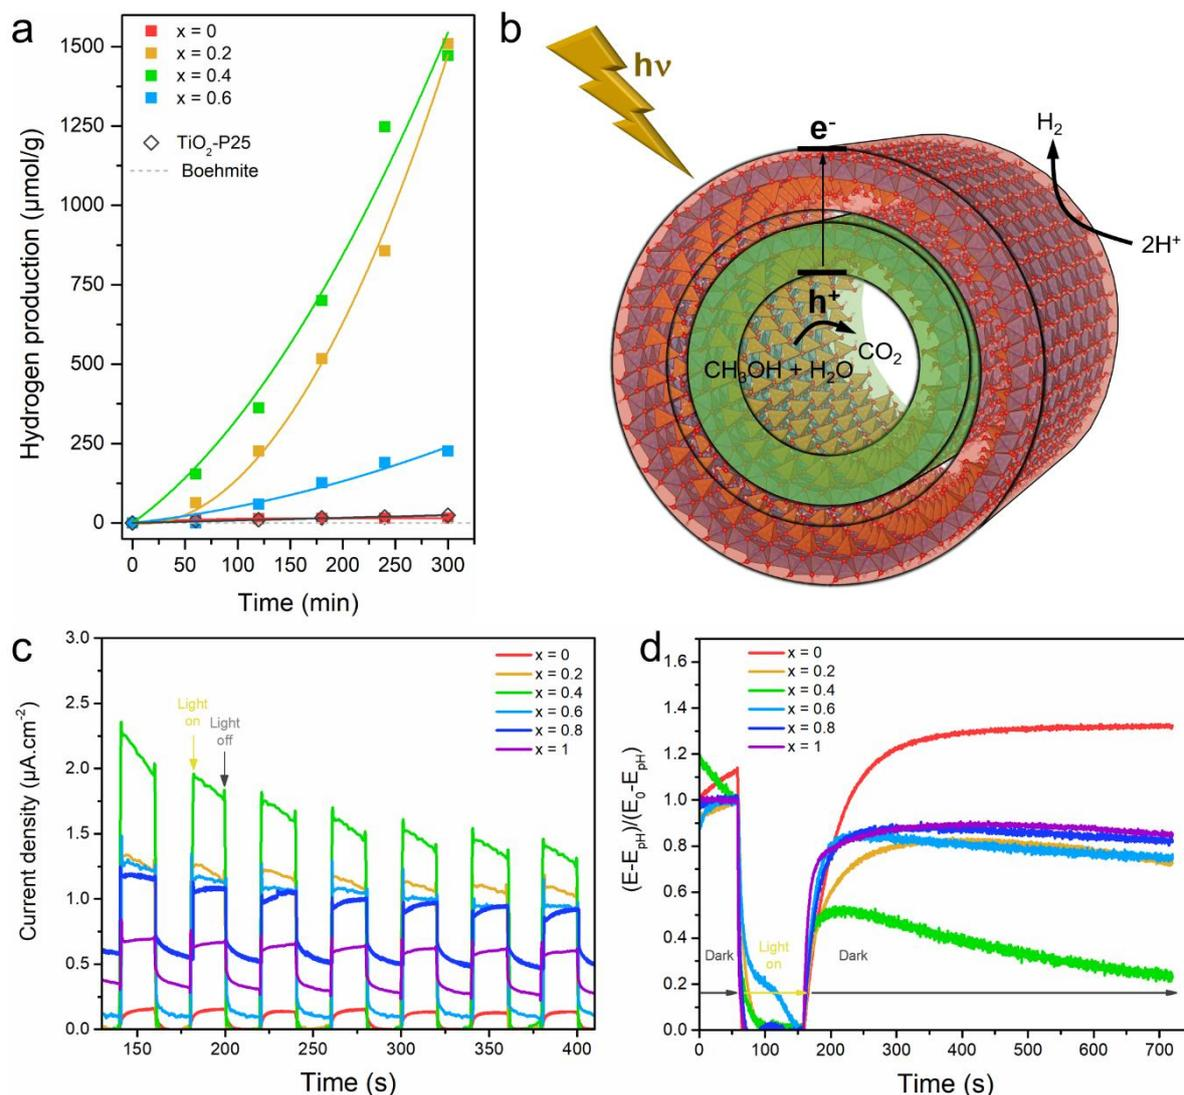 a
Hydrogen production (µmol/g)
1500
1250
1000
750
500
250
0
x = 0
x = 0.2
x = 0.4
x = 0.6
TiO₂-P25
Boehmite
0 50 100 150 200 250 300
Time (min)
b
hν
e⁻
H₂
2H⁺
h⁺
CO₂
CH₃OH + H₂O
c
Current density (µA.cm⁻²)
3.0
2.5
2.0
1.5
1.0
0.5
0.0
Light
on
Light
off
x = 0
x = 0.2
x = 0.4
x = 0.6
x = 0.8
x = 1
150 200 250 300 350 400
Time (s)
d
(E-E_pH)/(E₀-E_pH)
1.6
1.4
1.2
1.0
0.8
0.6
0.4
0.2
0.0
x = 0
x = 0.2
x = 0.4
x = 0.6
x = 0.8
x = 1
Dark
Light
on
Dark
0 100 200 300 400 500 600 700
Time (s)